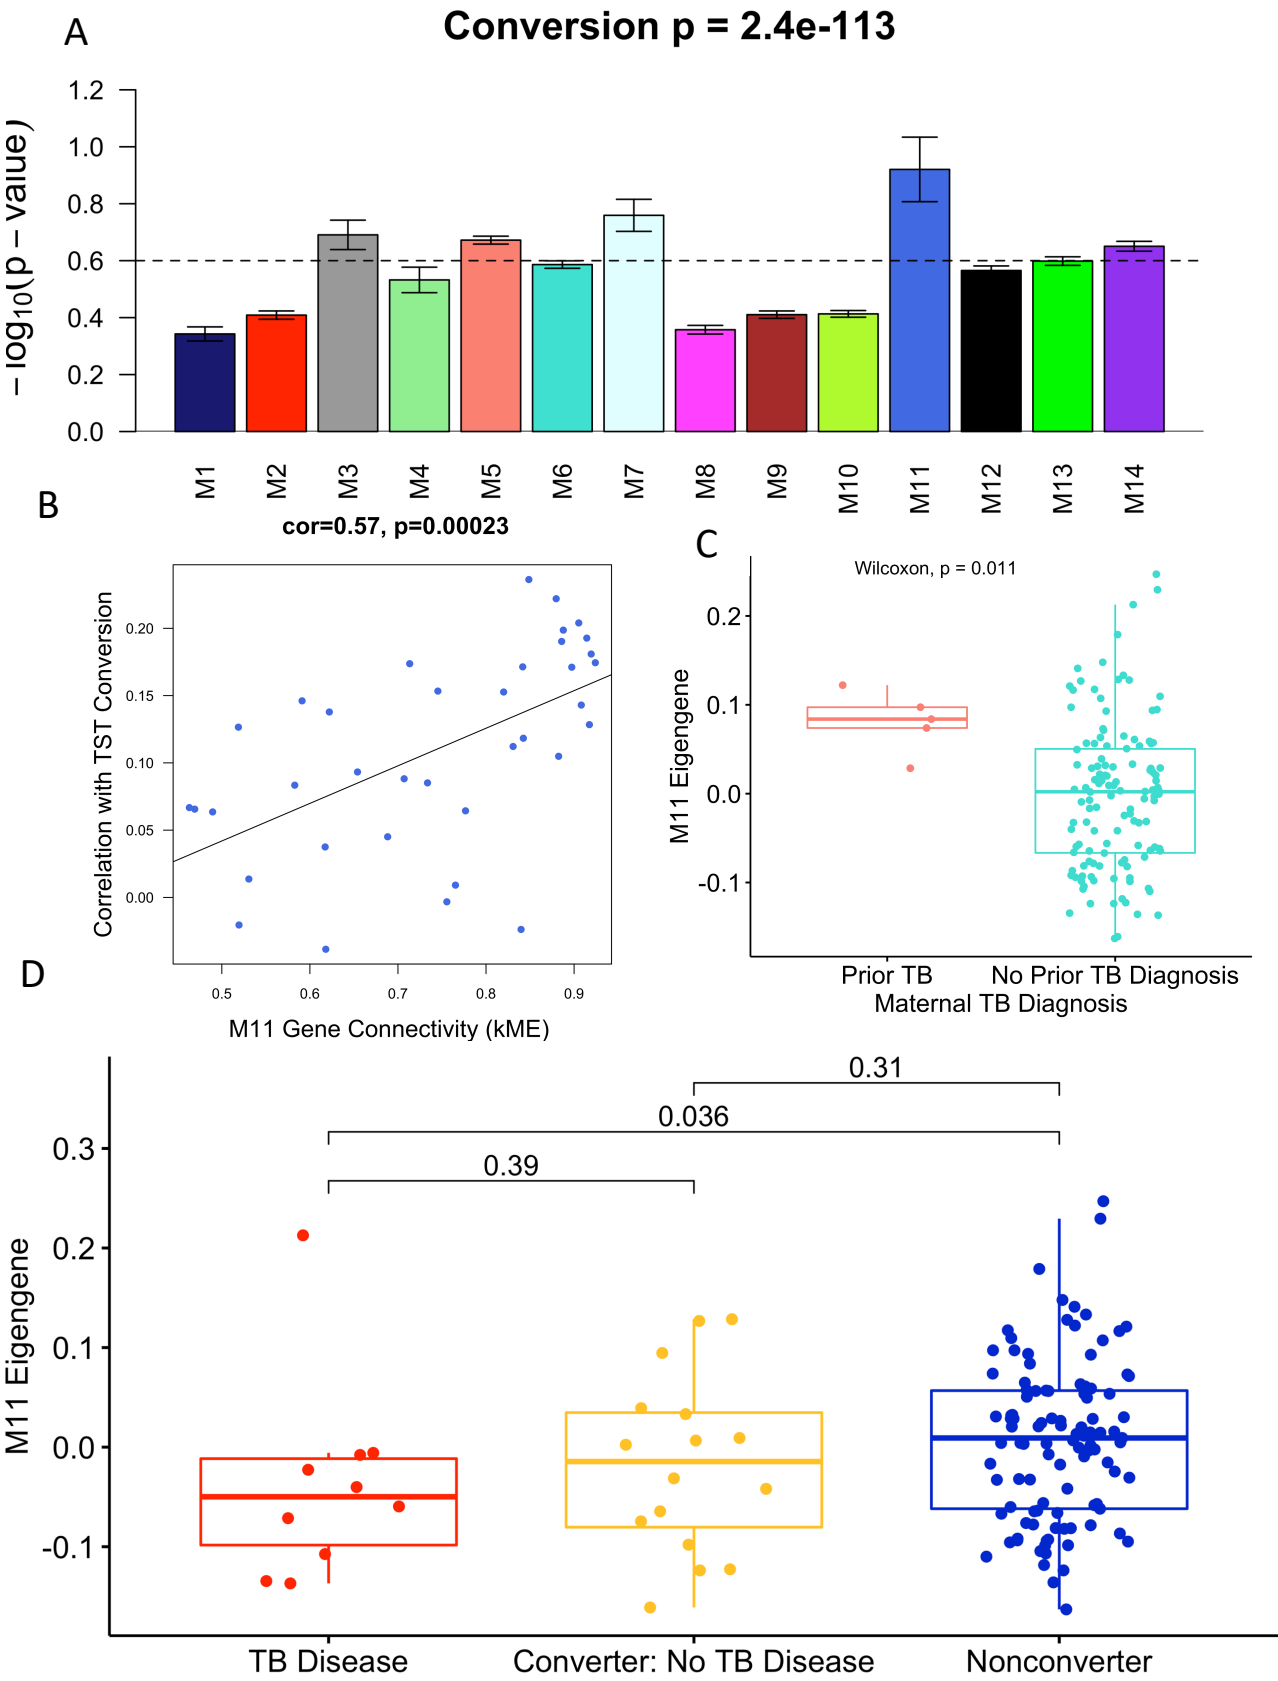 A
Conversion p = 2.4e-113
− log10(p − value)
1.2
1.0
0.8
0.6
0.4
0.2
0.0
M1 M2 M3 M4 M5 M6 M7 M8 M9 M10 M11 M12 M13 M14
B
cor=0.57, p=0.00023
Correlation with TST Conversion
0.20
0.15
0.10
0.05
0.00
0.5 0.6 0.7 0.8 0.9
M11 Gene Connectivity (kME)
C
Wilcoxon, p = 0.011
M11 Eigengene
0.2
0.1
0.0
-0.1
Prior TB No Prior TB Diagnosis
Maternal TB Diagnosis
D
0.31
0.036
0.39
M11 Eigengene
0.3
0.2
0.1
0.0
-0.1
TB Disease Converter: No TB Disease Nonconverter